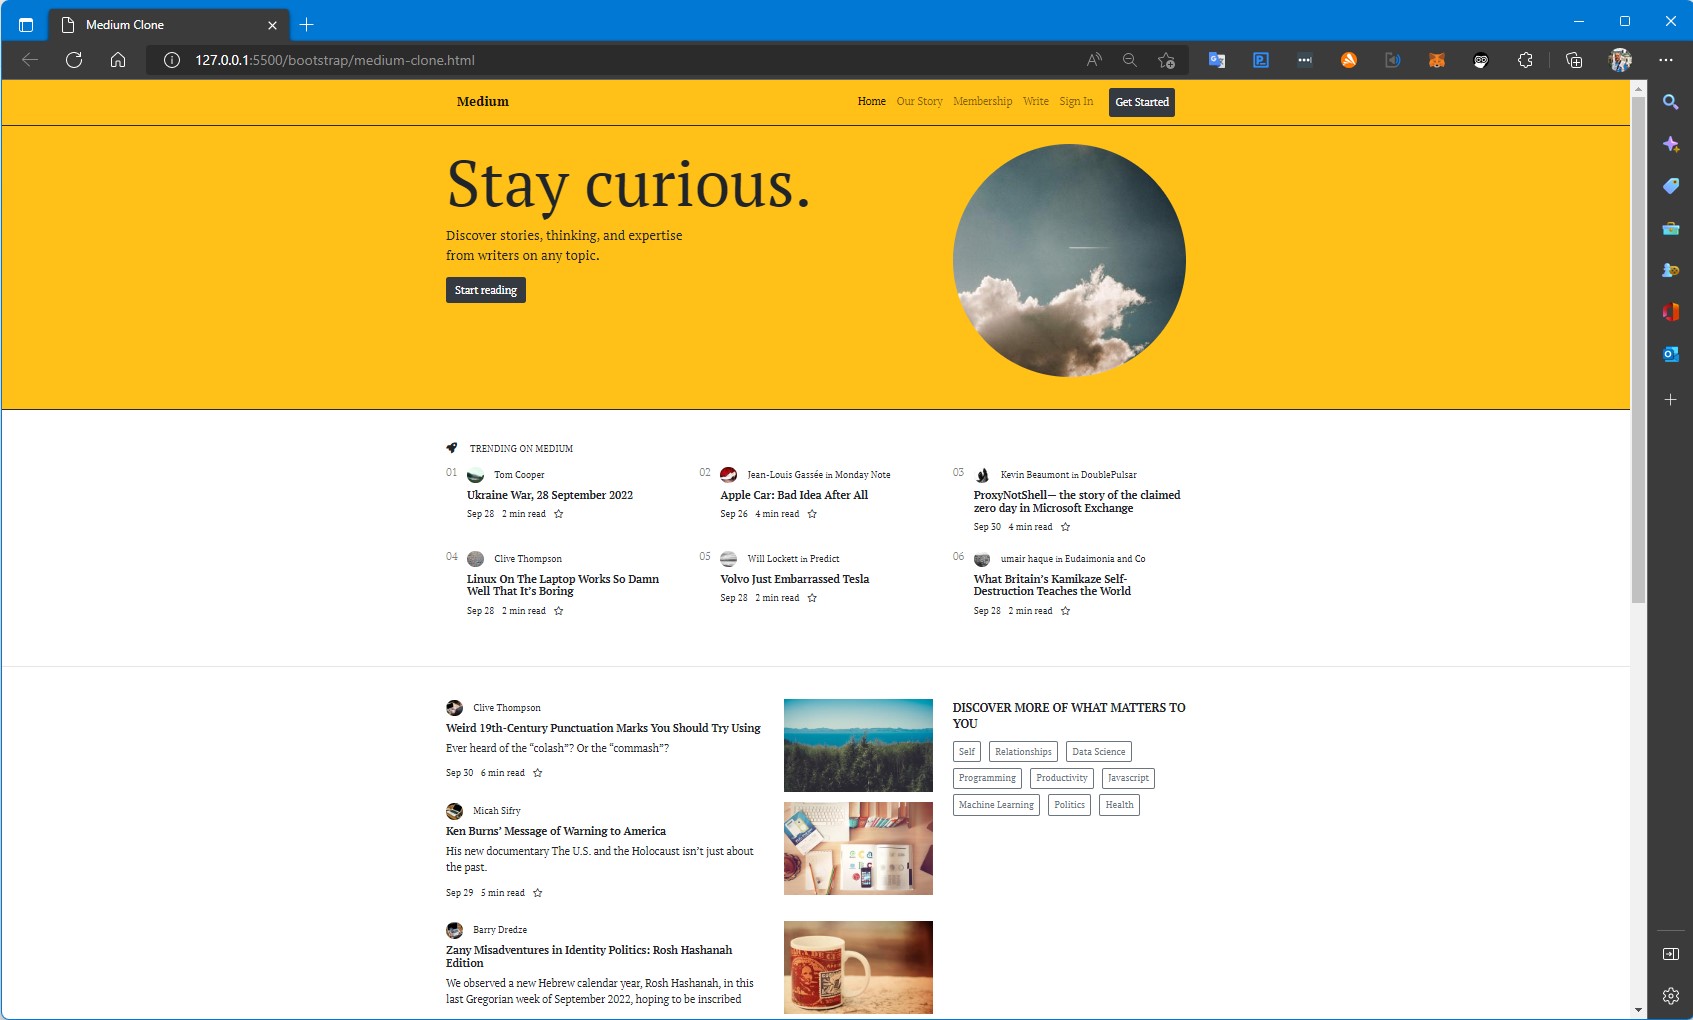 Medium Clone
127.0.0.1:5500/bootstrap/medium-clone.html
Medium
Home Our Story Membership Write Sign In Get Started
Stay curious.
Discover stories, thinking, and expertise
from writers on any topic.
Start reading
TRENDING ON MEDIUM
01 Tom Cooper
Ukraine War, 28 September 2022
Sep 28 2 min read
02 Jean-Louis Gassée in Monday Note
Apple Car: Bad Idea After All
Sep 26 4 min read
03 Kevin Beaumont in DoublePulsar
ProxyNotShell— the story of the claimed
zero day in Microsoft Exchange
Sep 30 4 min read
04 Clive Thompson
Linux On The Laptop Works So Damn
Well That It’s Boring
Sep 28 2 min read
05 Will Lockett in Predict
Volvo Just Embarrassed Tesla
Sep 28 2 min read
06 umair haque in Eudaimonia and Co
What Britain’s Kamikaze Self-
Destruction Teaches the World
Sep 28 2 min read
Clive Thompson
Weird 19th-Century Punctuation Marks You Should Try Using
Ever heard of the “colash”? Or the “commash”?
Sep 30 6 min read
Micah Sifry
Ken Burns’ Message of Warning to America
His new documentary The U.S. and the Holocaust isn’t just about
the past.
Sep 29 5 min read
Barry Dredze
Zany Misadventures in Identity Politics: Rosh Hashanah
Edition
We observed a new Hebrew calendar year, Rosh Hashanah, in this
last Gregorian week of September 2022, hoping to be inscribed
DISCOVER MORE OF WHAT MATTERS TO
YOU
Self Relationships Data Science
Programming Productivity Javascript
Machine Learning Politics Health